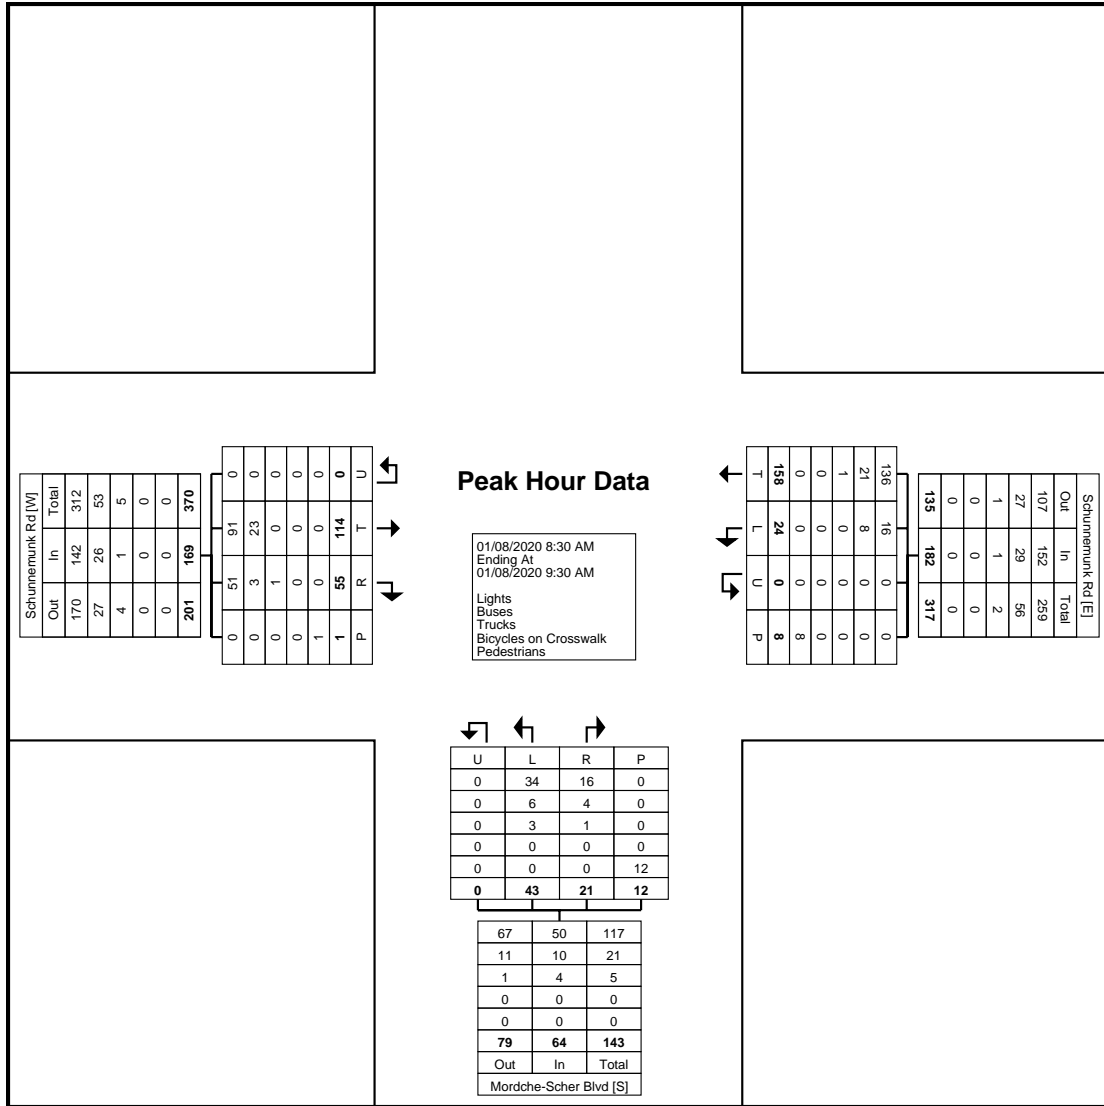 Peak Hour Data
01/08/2020 8:30 AM
Ending At
01/08/2020 9:30 AM
Lights
Buses
Trucks
Bicycles on Crosswalk
Pedestrians
U T R P
0 114 55 1
0 0 0 1
0 0 0 0
0 0 1 0
0 23 3 0
0 91 51 0
370 169 201
0 0 0
0 0 0
5 1 4
53 26 27
312 142 170
Total In Out
Schunnemunk Rd [W]
Schunnemunk Rd [E]
Out In Total
107 152 259
27 29 56
1 1 2
0 0 0
0 0 0
135 182 317
136 16 0 0
21 8 0 0
1 0 0 0
0 0 0 0
0 0 0 8
158 24 0 8
T L U P
U L R P
0 34 16 0
0 6 4 0
0 3 1 0
0 0 0 0
0 0 0 12
0 43 21 12
67 50 117
11 10 21
1 4 5
0 0 0
0 0 0
79 64 143
Out In Total
Mordche-Scher Blvd [S]